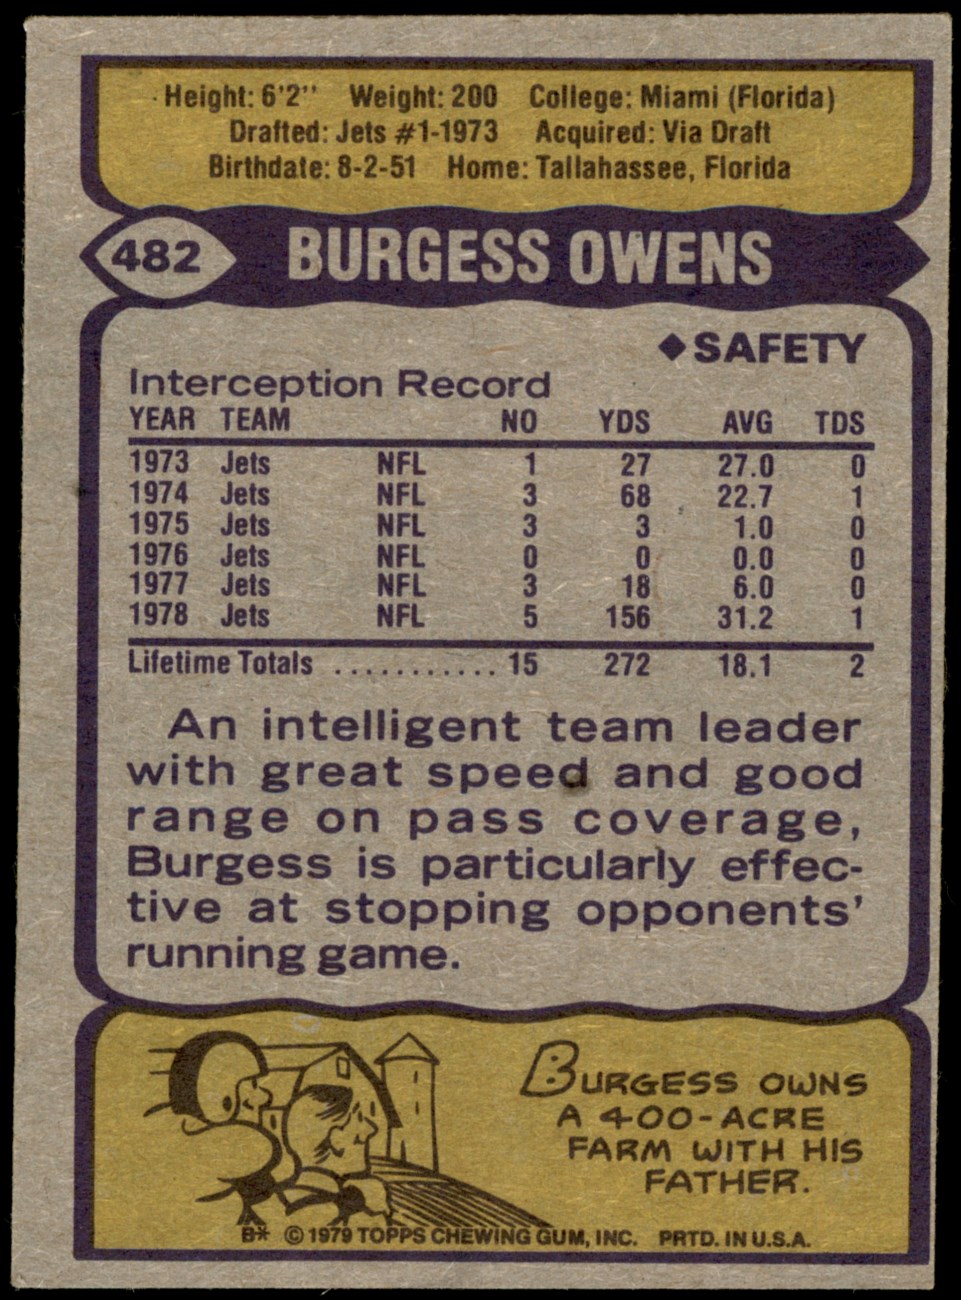 Height: 6'2" Weight: 200 College: Miami (Florida)
Drafted: Jets #1-1973 Acquired: Via Draft
Birthdate: 8-2-51 Home: Tallahassee, Florida
482 BURGESS OWENS
◆SAFETY
Interception Record
YEAR TEAM NO YDS AVG TDS
1973 Jets NFL 1 27 27.0 0
1974 Jets NFL 3 68 22.7 1
1975 Jets NFL 3 3 1.0 0
1976 Jets NFL 0 0 0.0 0
1977 Jets NFL 3 18 6.0 0
1978 Jets NFL 5 156 31.2 1
Lifetime Totals ........... 15 272 18.1 2
An intelligent team leader
with great speed and good
range on pass coverage,
Burgess is particularly effec-
tive at stopping opponents'
running game.
BURGESS OWNS
A 400-ACRE
FARM WITH HIS
FATHER.
B* © 1979 TOPPS CHEWING GUM, INC. PRTD. IN U.S.A.